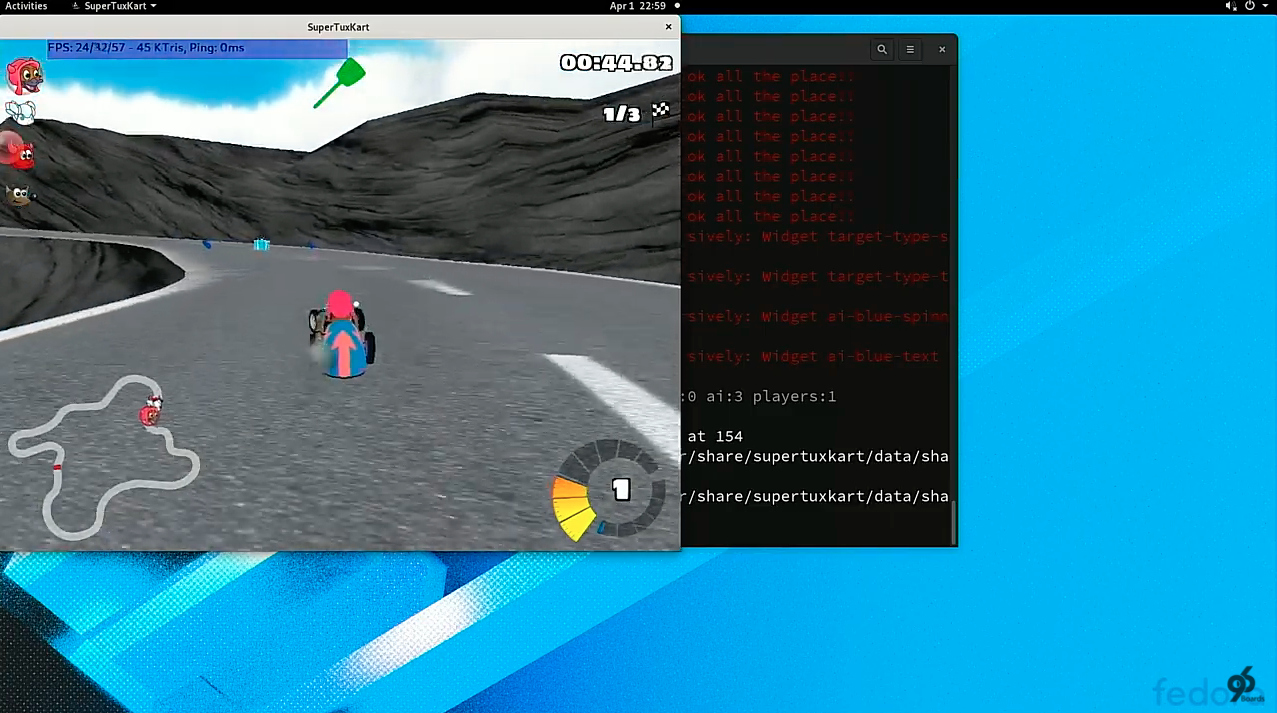 Activities
SuperTuxKart
Apr 1 22:59
SuperTuxKart
FPS: 24/32/57 - 45 KTris, Ping: 0ms
00:44.82
1/3
1
ok all the place..
ok all the place..
ok all the place..
ok all the place..
ok all the place..
ok all the place..
ok all the place..
ok all the place..
sively: Widget target-type-s
sively: Widget target-type-t
sively: Widget ai-blue-spinn
sively: Widget ai-blue-text
:0 ai:3 players:1
at 154
r/share/supertuxkart/data/sha
r/share/supertuxkart/data/sha
96
boards